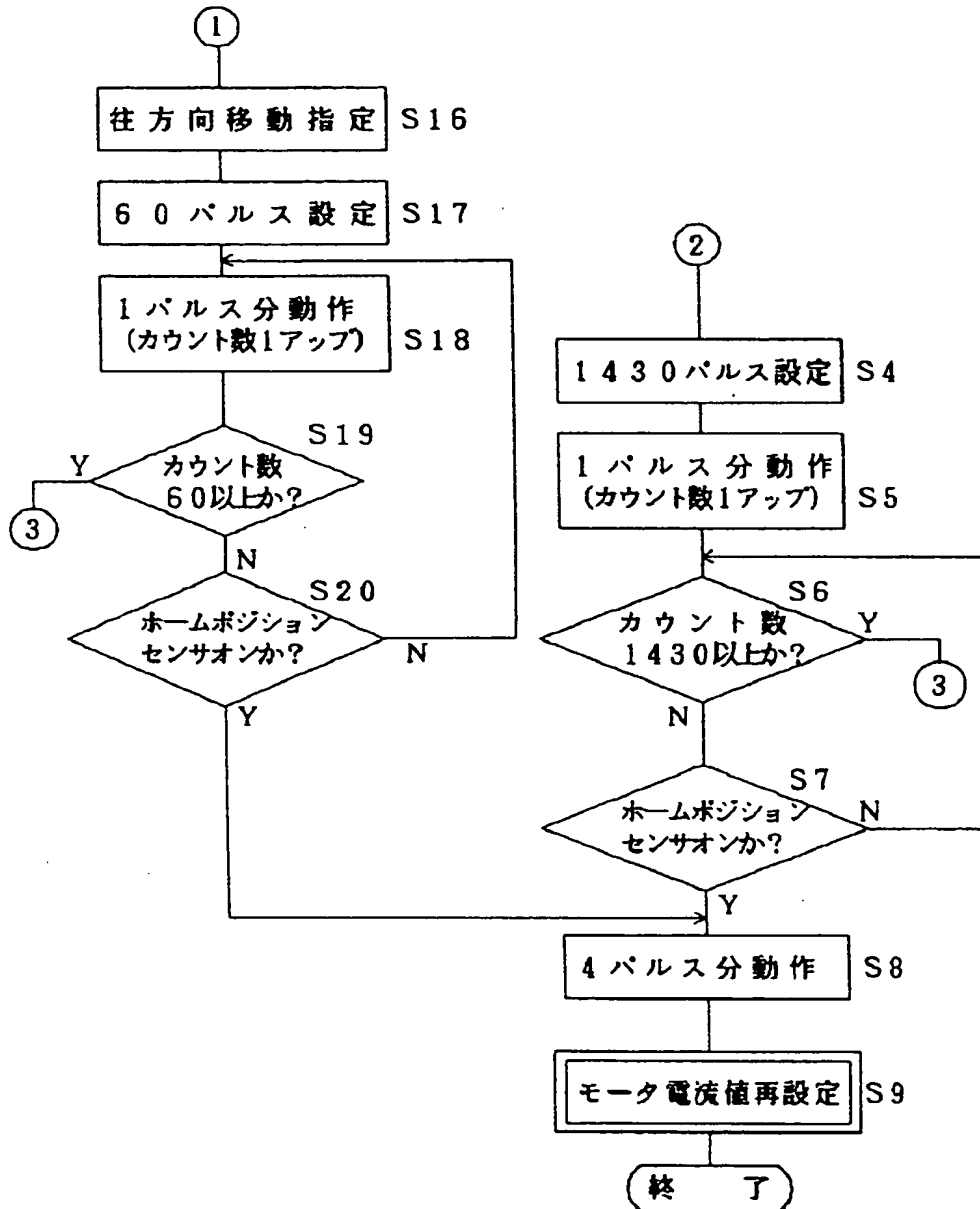 1
往方向移動指定 S16
60パルス設定 S17
1パルス分動作
(カウント数1アップ) S18
S19
Y
カウント数
60以上か?
3
N
S20
ホームポジション
センサオンか?
N
Y
2
1430パルス設定 S4
1パルス分動作
(カウント数1アップ) S5
S6
カウント数
1430以上か?
Y
3
N
S7
ホームポジション
センサオンか?
N
Y
4パルス分動作 S8
モータ電流値再設定 S9
終了